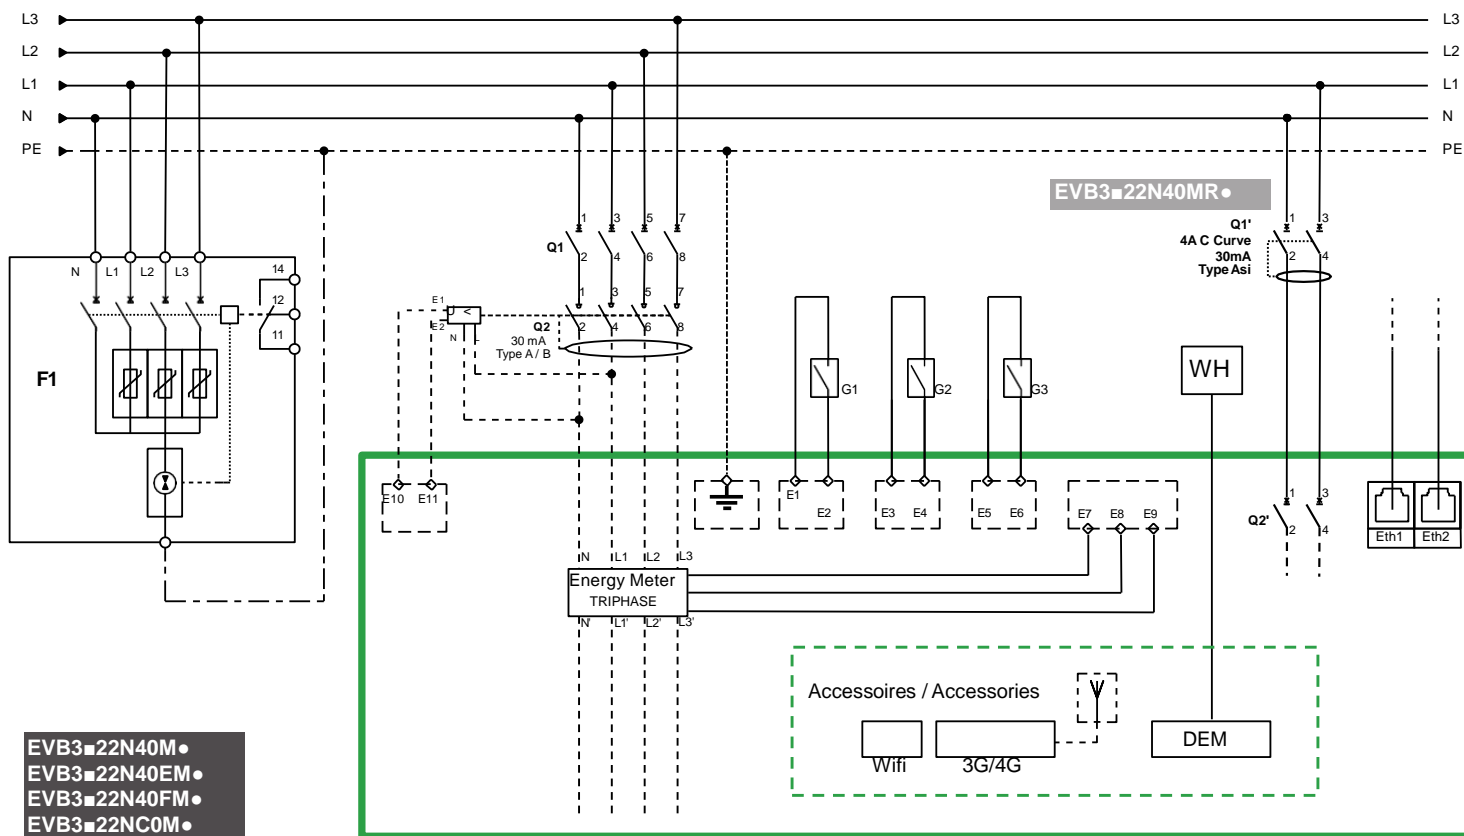 L3
L3
L2
L2
L1
L1
N
N
PE
PE
EVB3■22N40MR●
Q1'
4A C Curve
30mA
Type Asi
1
3
2
4
Q1
1
3
5
7
2
4
6
8
N
L1
L2
L3
14
12
11
F1
E1
E2
U <
N
L
Q2
30 mA
Type A / B
1
3
5
7
2
4
6
8
G1
G2
G3
WH
E10
E11
E1
E2
E3
E4
E5
E6
E7
E8
E9
Q2'
1
3
2
4
Eth1
Eth2
N
L1
L2
L3
Energy Meter
TRIPHASE
N'
L1'
L2'
L3'
Accessoires / Accessories
Wifi
3G/4G
DEM
EVB3■22N40M●
EVB3■22N40EM●
EVB3■22N40FM●
EVB3■22NC0M●